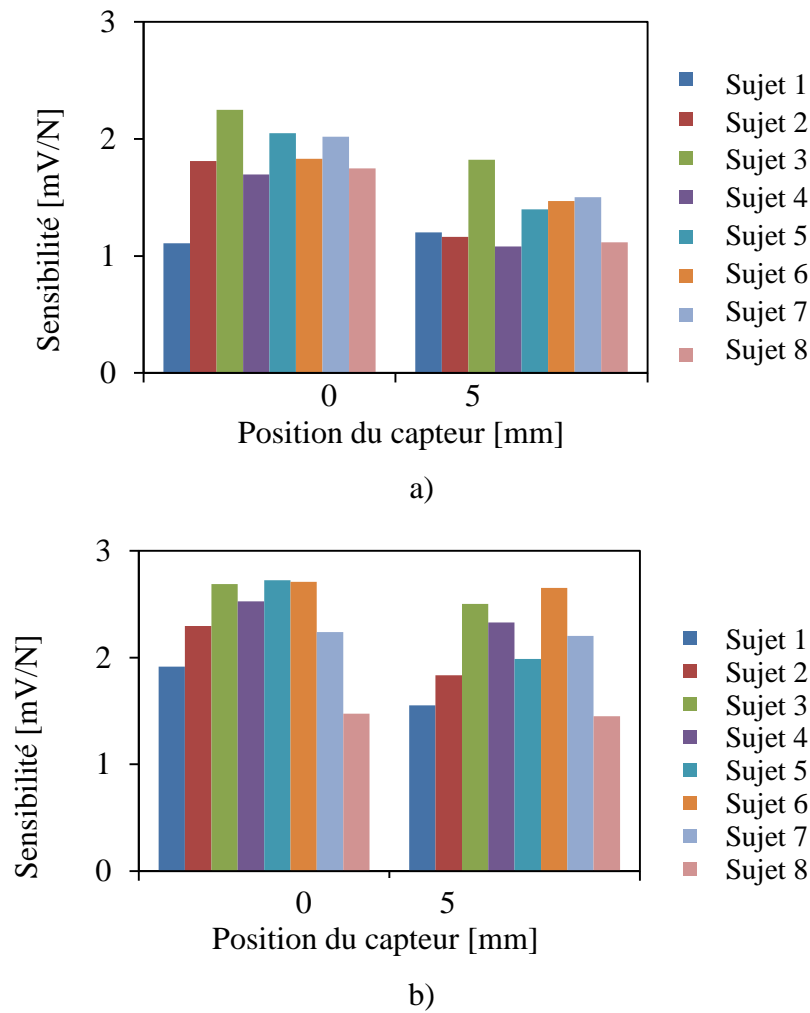 3
2
1
0
Sensibilité [mV/N]
0 5
Position du capteur [mm]
Sujet 1
Sujet 2
Sujet 3
Sujet 4
Sujet 5
Sujet 6
Sujet 7
Sujet 8
a)
3
2
1
0
Sensibilité [mV/N]
0 5
Position du capteur [mm]
Sujet 1
Sujet 2
Sujet 3
Sujet 4
Sujet 5
Sujet 6
Sujet 7
Sujet 8
b)